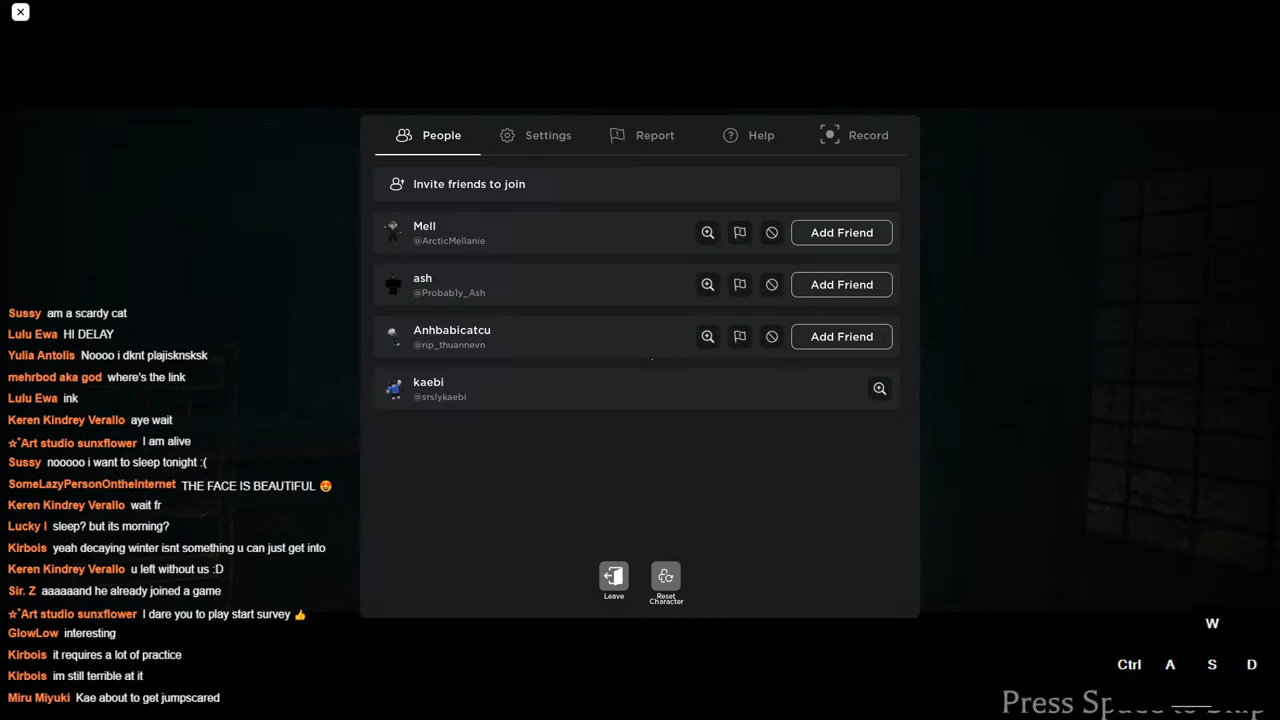 People
Settings
Report
Help
Record
Invite friends to join
Mell
@ArcticMellanie
Add Friend
ash
@Probab1y_Ash
Add Friend
Anhbabicatcu
@rip_thuannevn
Add Friend
kaebi
@srslykaebi
Leave
Reset
Character
Sussy am a scardy cat
Lulu Ewa HI DELAY
Yulia Antolis Noooo i dknt plajisknsksk
mehrbod aka god where's the link
Lulu Ewa ink
Keren Kindrey Verallo aye wait
☆˚Art studio sunxflower I am alive
Sussy nooooo i want to sleep tonight :(
SomeLazyPersonOntheInternet THE FACE IS BEAUTIFUL 🤩
Keren Kindrey Verallo wait fr
Lucky I sleep? but its morning?
Kirbois yeah decaying winter isnt something u can just get into
Keren Kindrey Verallo u left without us :D
Sir. Z aaaaaand he already joined a game
☆˚Art studio sunxflower I dare you to play start survey 👍
GlowLow interesting
Kirbois it requires a lot of practice
Kirbois im still terrible at it
Miru Miyuki Kae about to get jumpscared
W
Ctrl A S D
Press Space to Skip